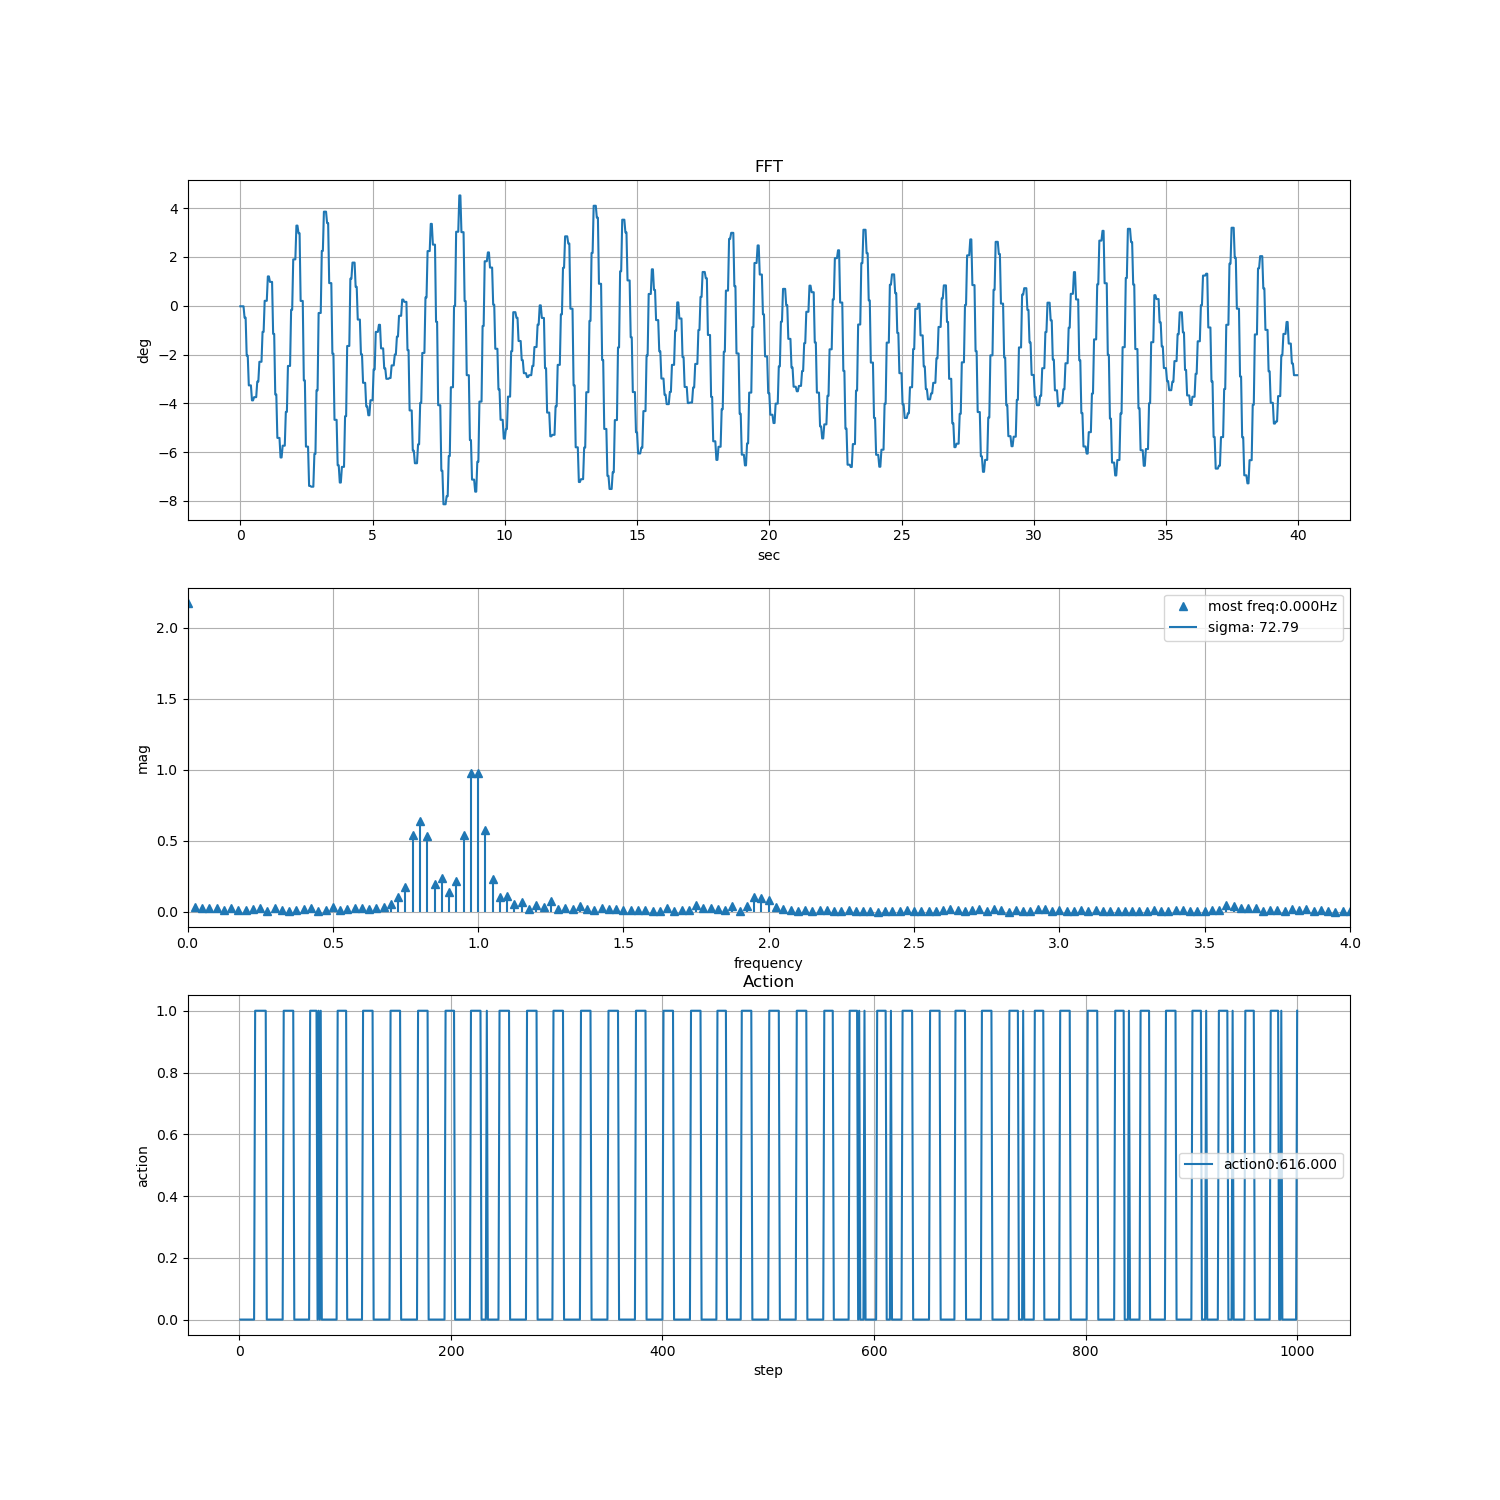 FFT
4
2
0
−2
−4
−6
−8
deg
0 5 10 15 20 25 30 35 40
sec
most freq:0.000Hz
sigma: 72.79
2.0
1.5
1.0
0.5
0.0
mag
0.0 0.5 1.0 1.5 2.0 2.5 3.0 3.5 4.0
frequency
Action
1.0
0.8
0.6
0.4
0.2
0.0
action
action0:616.000
0 200 400 600 800 1000
step